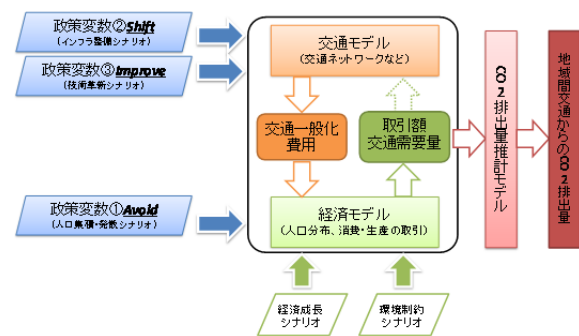 政策変数②Shift
(インフラ整備シナリオ)
政策変数③Improve
(技術革新シナリオ)
政策変数①Avoid
(人口集積・発散シナリオ)
交通モデル
(交通ネットワークなど)
交通一般化
費用
取引額
交通需要量
経済モデル
(人口分布、消費・生産の取引)
経済成長
シナリオ
環境制約
シナリオ
CO2排出量推計モデル
地域間交通からのCO2排出量